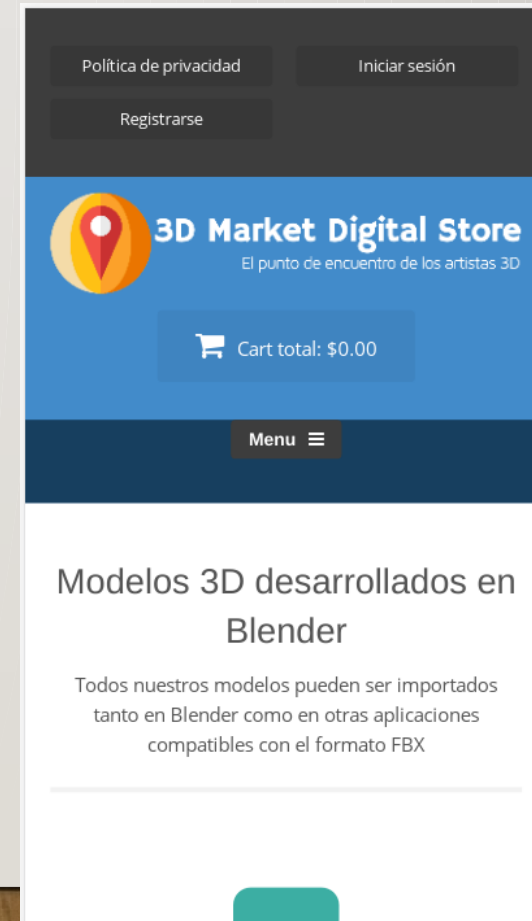 Política de privacidad
Iniciar sesión
Registrarse
3D Market Digital Store
El punto de encuentro de los artistas 3D
Cart total: $0.00
Menu
Modelos 3D desarrollados en
Blender
Todos nuestros modelos pueden ser importados
tanto en Blender como en otras aplicaciones
compatibles con el formato FBX